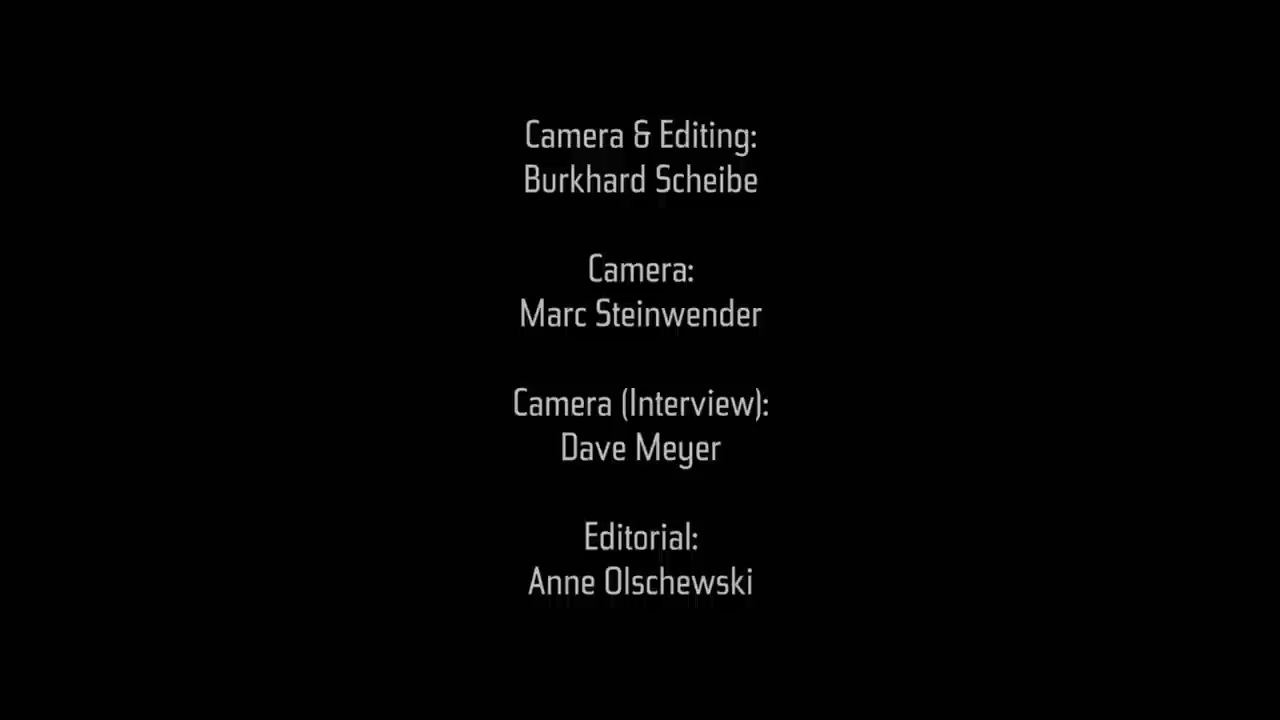 Camera & Editing:
Burkhard Scheibe
Camera:
Marc Steinwender
Camera (Interview):
Dave Meyer
Editorial:
Anne Olschewski